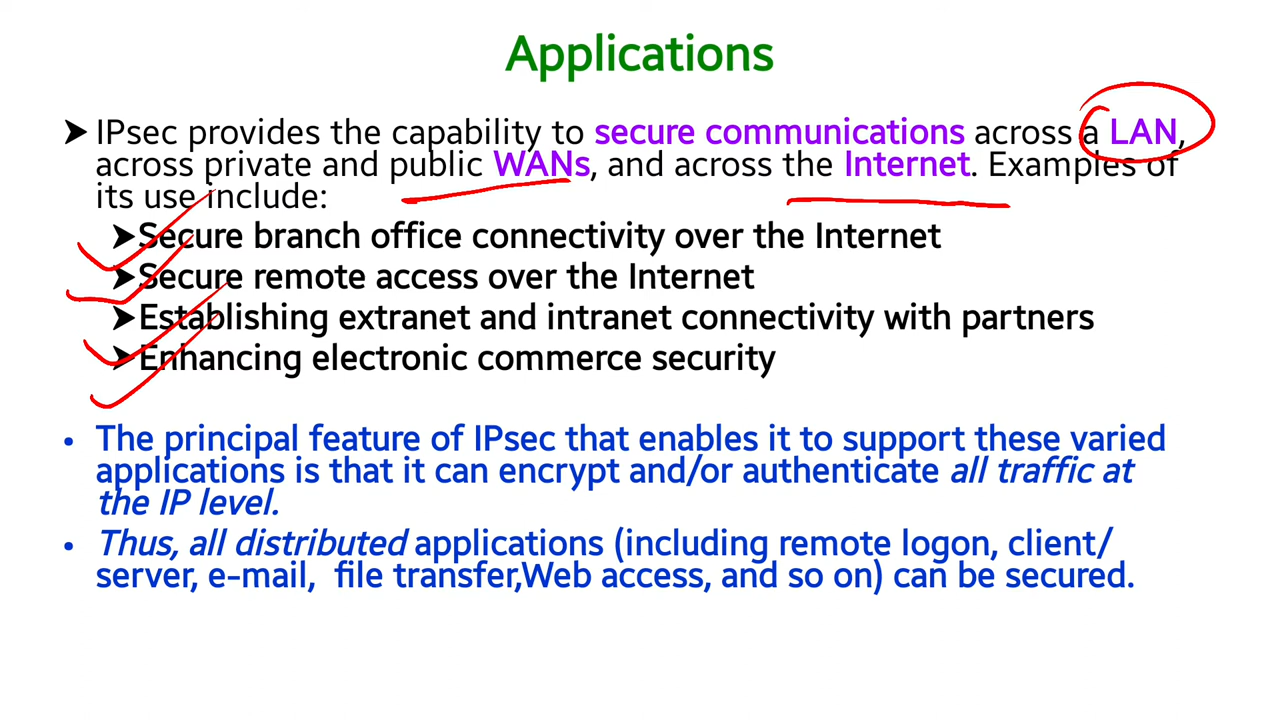 Applications
➤ IPsec provides the capability to secure communications across a LAN,
across private and public WANs, and across the Internet. Examples of
its use include:
➤Secure branch office connectivity over the Internet
➤Secure remote access over the Internet
➤Establishing extranet and intranet connectivity with partners
➤Enhancing electronic commerce security
• The principal feature of IPsec that enables it to support these varied
applications is that it can encrypt and/or authenticate all traffic at
the IP level.
• Thus, all distributed applications (including remote logon, client/
server, e-mail,  file transfer,Web access, and so on) can be secured.